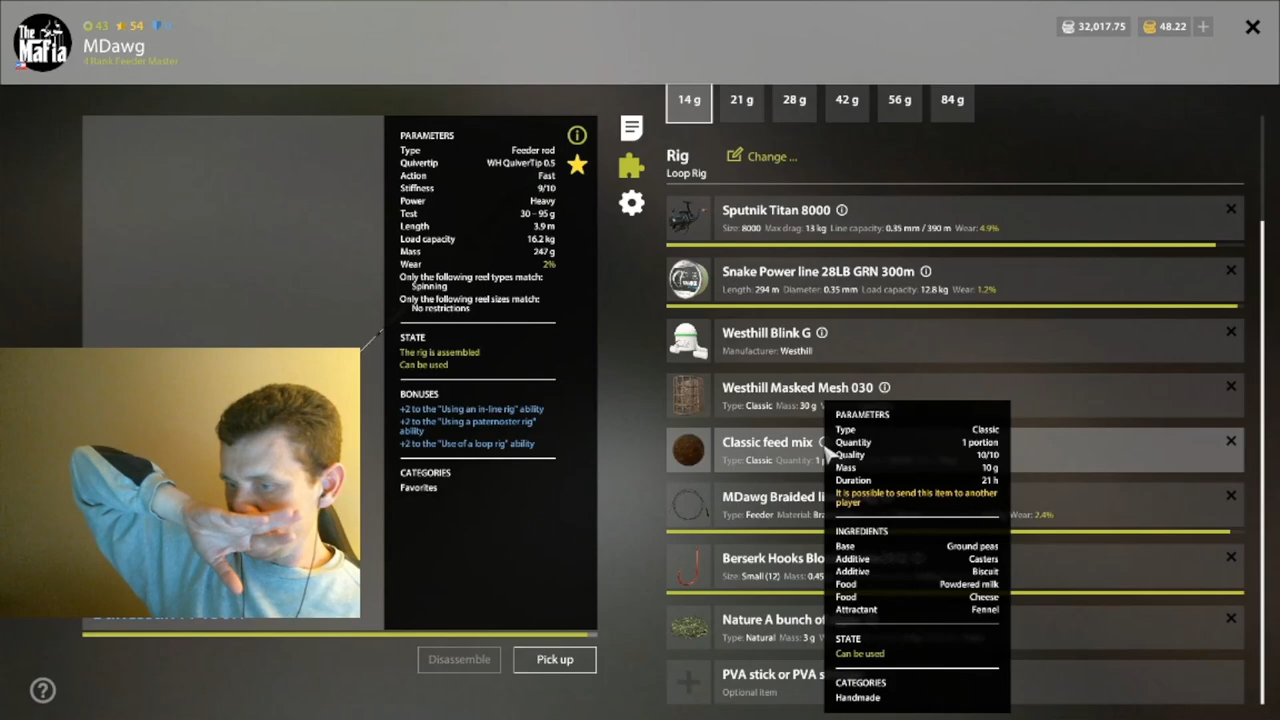 The Mafia
43 54
MDawg
4 Rank Feeder Master
32,017.75 48.22 +
PARAMETERS
Type Feeder rod
Quivertip WH QuiverTip 0.5
Action Fast
Stiffness 9/10
Power Heavy
Test 30 – 95 g
Length 3.9 m
Load capacity 16.2 kg
Mass 247 g
Wear 2%
Only the following reel types match:
Spinning
Only the following reel sizes match:
No restrictions
STATE
The rig is assembled
Can be used
BONUSES
+2 to the "Using an in-line rig" ability
+2 to the "Using a paternoster rig"
ability
+2 to the "Use of a loop rig" ability
CATEGORIES
Favorites
Disassemble Pick up
14 g 21 g 28 g 42 g 56 g 84 g
Rig Change ...
Loop Rig
Sputnik Titan 8000
Size: 8000 Max drag: 13 kg Line capacity: 0.35 mm / 390 m Wear: 4.9%
Snake Power line 28LB GRN 300m
Length: 294 m Diameter: 0.35 mm Load capacity: 12.8 kg Wear: 1.2%
Westhill Blink G
Manufacturer: Westhill
Westhill Masked Mesh 030
Type: Classic Mass: 30 g
Classic feed mix
Type: Classic Quantity: 1
MDawg Braided
Type: Feeder Material: Wear: 2.4%
Berserk Hooks
Size: Small (12) Mass:
Nature A bunch of
Type: Natural Mass: 3 g
PVA stick or PVA
Optional item
PARAMETERS
Type Classic
Quantity 1 portion
Quality 10/10
Mass 10 g
Duration 21 h
It is possible to send this item to another
player
INGREDIENTS
Base Ground peas
Additive Casters
Additive Biscuit
Food Powdered milk
Food Cheese
Attractant Fennel
STATE
Can be used
CATEGORIES
Handmade